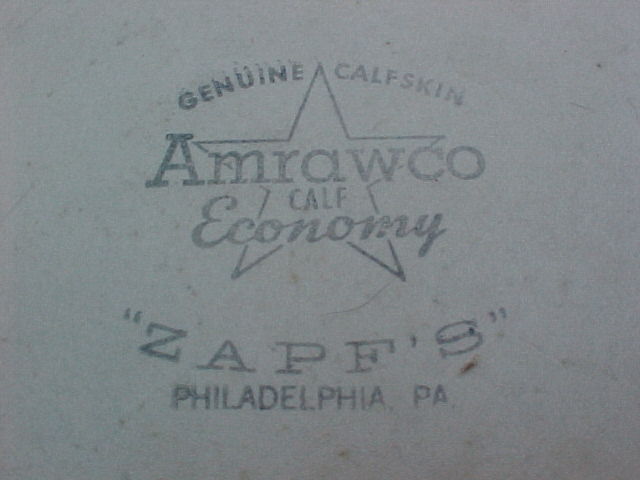 GENUINE CALFSKIN
Amrawco
CALF
Economy
"ZAPF'S"
PHILADELPHIA, PA.